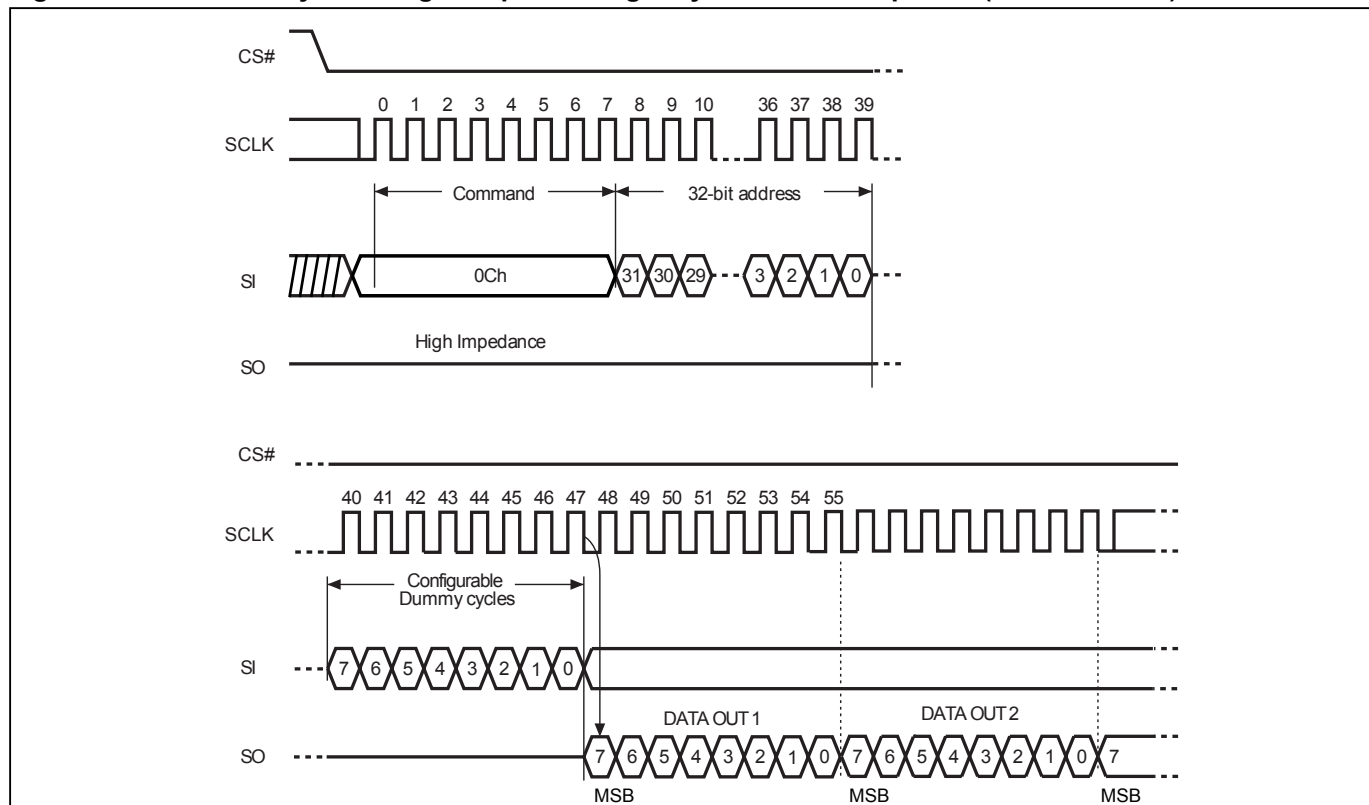 CS#
0 1 2 3 4 5 6 7 8 9 10 36 37 38 39
SCLK
Command
32-bit address
SI
0Ch
31 30 29 3 2 1 0
High Impedance
SO
CS#
40 41 42 43 44 45 46 47 48 49 50 51 52 53 54 55
SCLK
Configurable
Dummy cycles
SI
7 6 5 4 3 2 1 0
DATA OUT 1
DATA OUT 2
SO
7 6 5 4 3 2 1 0 7 6 5 4 3 2 1 0 7
MSB
MSB
MSB